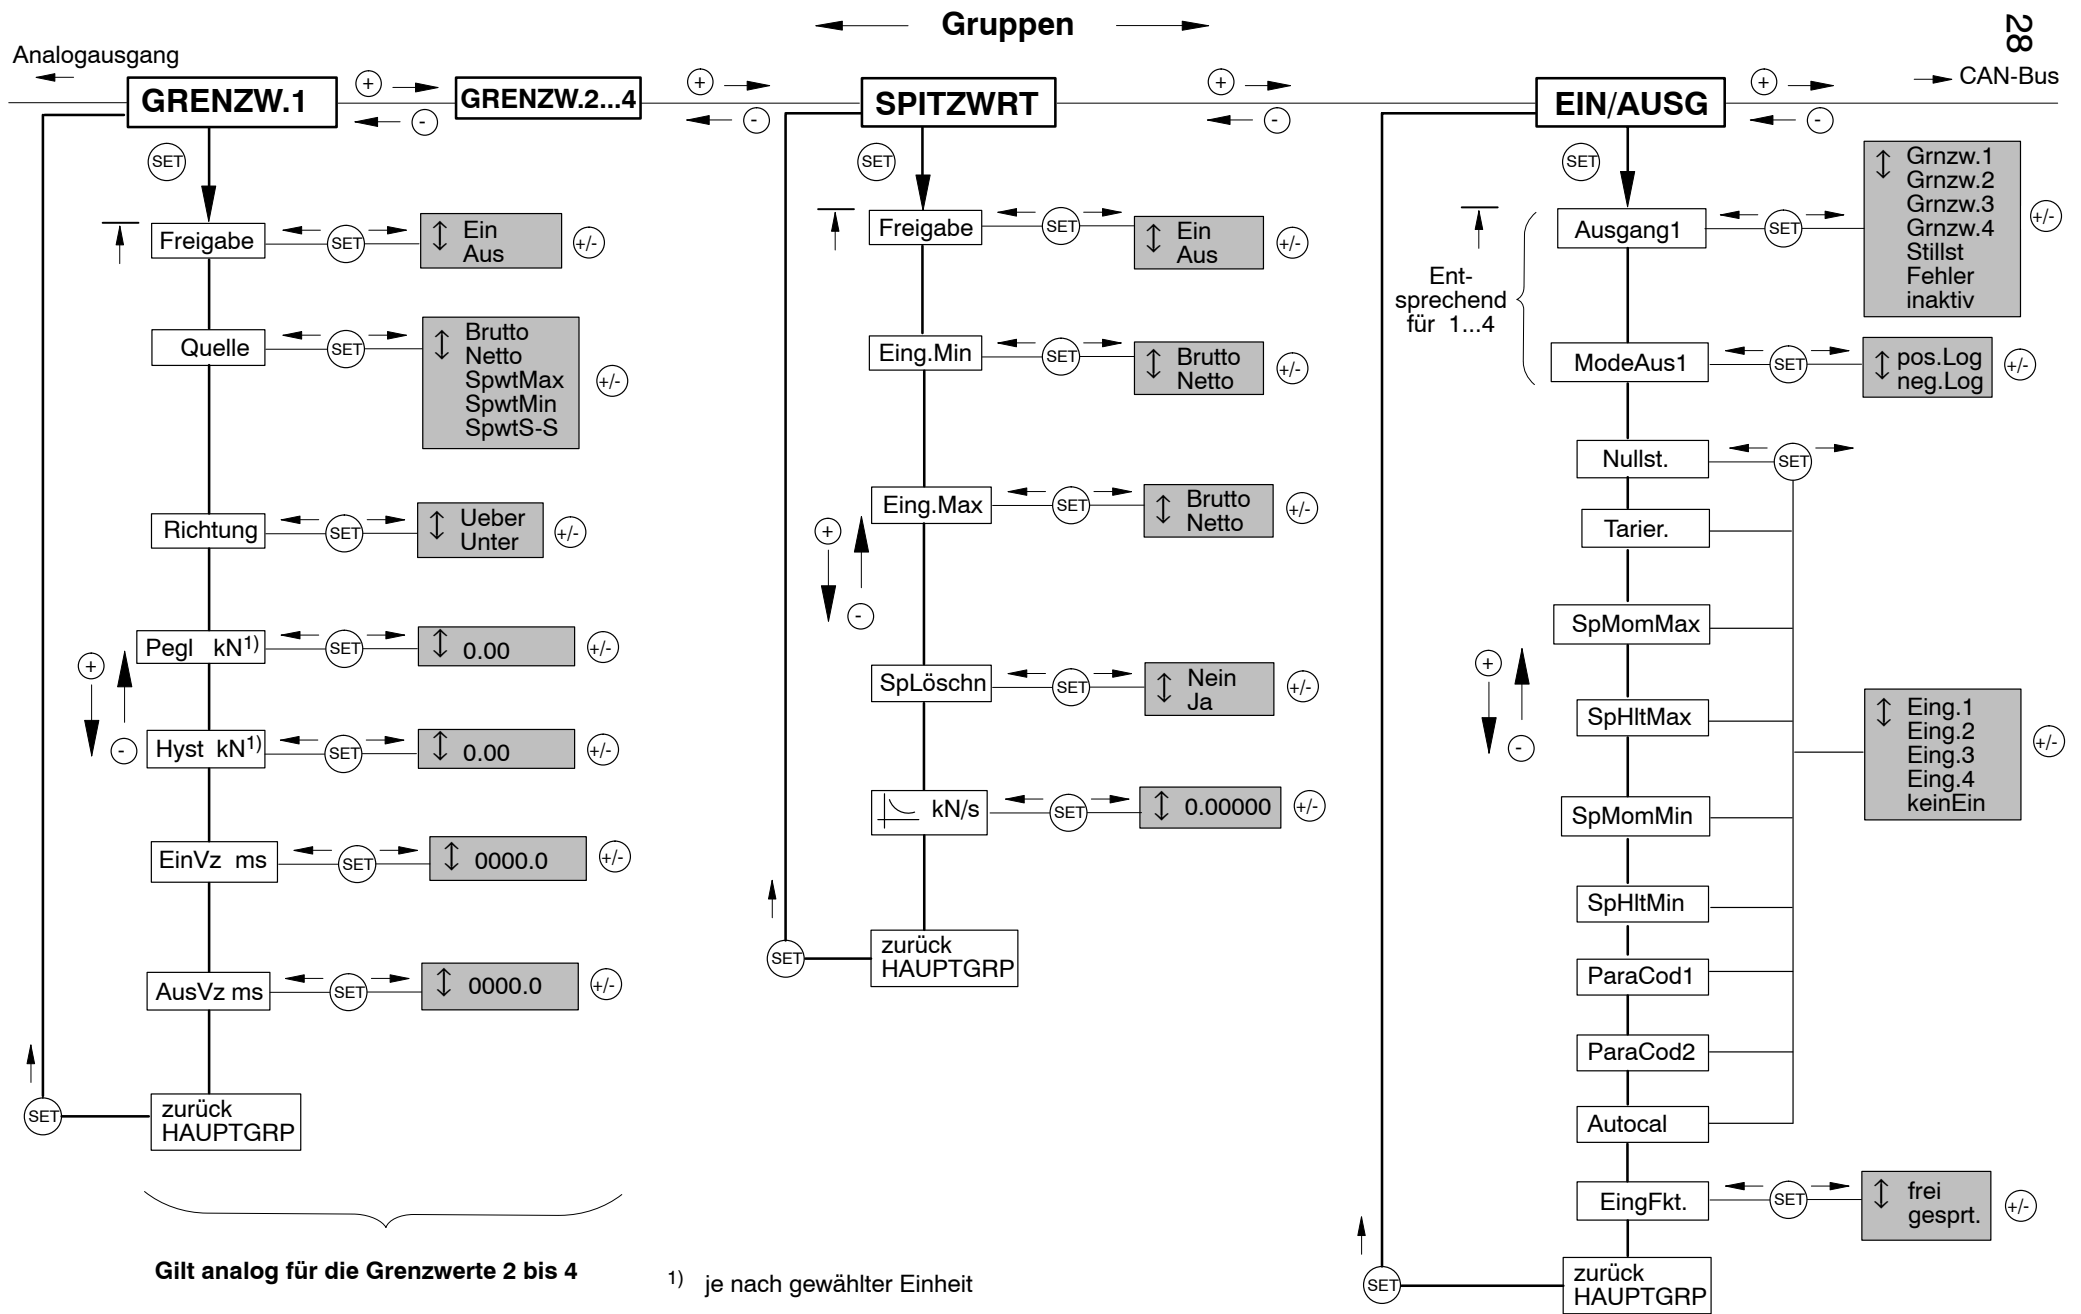 Gruppen
28
Analogausgang
CAN-Bus
GRENZW.1
+
-
GRENZW.2...4
+
-
SPITZWRT
+
-
EIN/AUSG
+
-
SET
Freigabe
SET
Ein
Aus
+/-
Quelle
SET
Brutto
Netto
SpwtMax
SpwtMin
SpwtS-S
+/-
Richtung
SET
Ueber
Unter
+/-
Pegl kN1)
SET
0.00
+/-
+
-
Hyst kN1)
SET
0.00
+/-
EinVz ms
SET
0000.0
+/-
AusVz ms
SET
0000.0
+/-
SET
zurück
HAUPTGRP
Gilt analog für die Grenzwerte 2 bis 4
SET
Freigabe
SET
Ein
Aus
+/-
Eing.Min
SET
Brutto
Netto
+/-
Eing.Max
SET
Brutto
Netto
+/-
+
-
SpLöschn
SET
Nein
Ja
+/-
kN/s
SET
0.00000
+/-
SET
zurück
HAUPTGRP
1) je nach gewählter Einheit
SET
Ent-
sprechend
für 1...4
Ausgang1
SET
Grnzw.1
Grnzw.2
Grnzw.3
Grnzw.4
Stillst
Fehler
inaktiv
+/-
ModeAus1
SET
pos.Log
neg.Log
+/-
Nullst.
SET
Tarier.
SpMomMax
+
-
SpHltMax
SpMomMin
SpHltMin
ParaCod1
ParaCod2
Autocal
Eing.1
Eing.2
Eing.3
Eing.4
keinEin
+/-
EingFkt.
SET
frei
gesprt.
+/-
SET
zurück
HAUPTGRP